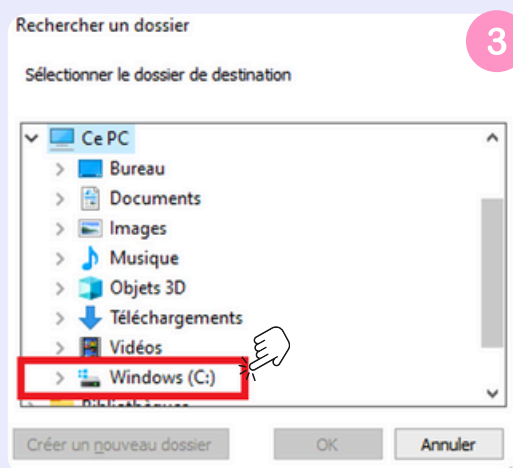 Rechercher un dossier
3
Sélectionner le dossier de destination
Ce PC
Bureau
Documents
Images
Musique
Objets 3D
Téléchargements
Vidéos
Windows (C:)
Bibliothèques
Créer un nouveau dossier
OK
Annuler